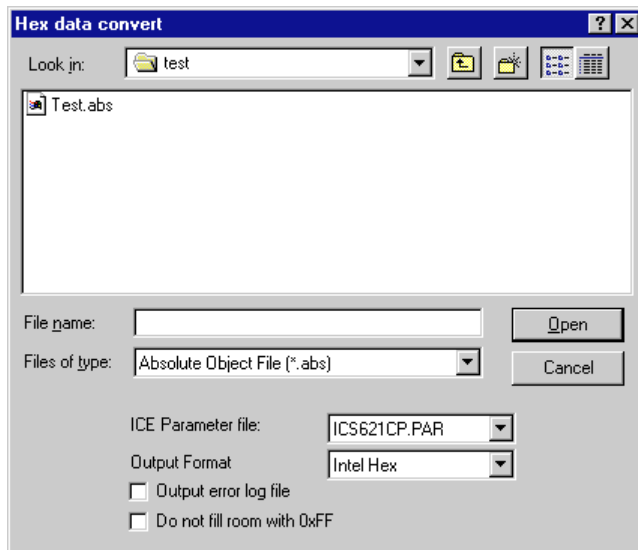 Hex data convert
Look in: test
Test.abs
File name: Open
Files of type: Absolute Object File (*.abs) Cancel
ICE Parameter file: ICS621CP.PAR
Output Format Intel Hex
Output error log file
Do not fill room with 0xFF